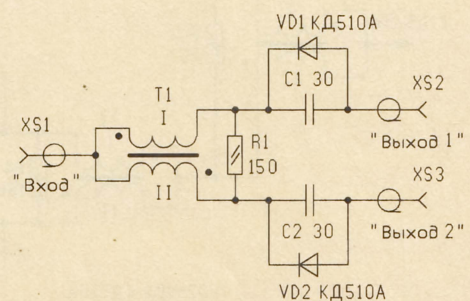 VD1 КД510А
C1 30
XS2
T1
I
XS1
R1
150
"Выход 1"
"Вход"
XS3
II
C2 30
"Выход 2"
VD2 КД510А